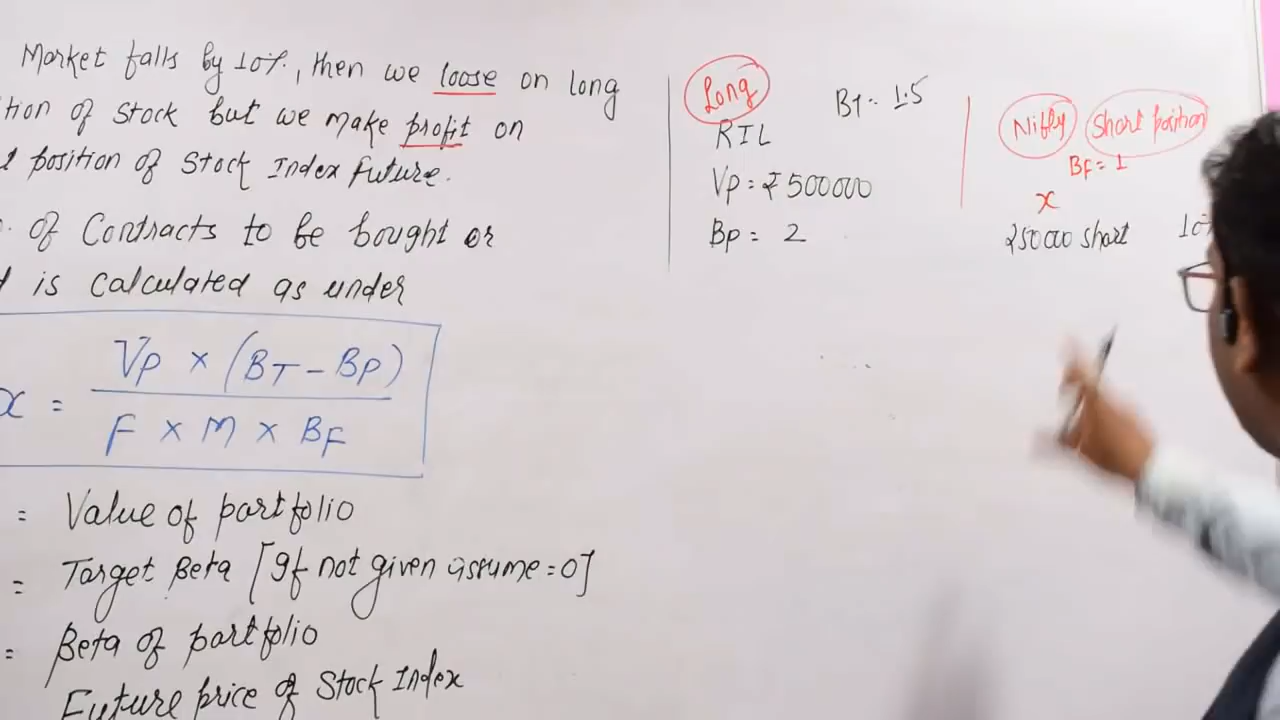 Market falls by 10%, then we loose on long
tion of Stock but we make profit on
position of Stock Index Future.
of Contracts to be bought or
is calculated as under
x = Vp × (BT - BP)
F × M × BF
= Value of portfolio
= Target Beta [If not given assume = 0]
= Beta of portfolio
Future price of Stock Index
Long
BT = 1.5
RIL
Vp = ₹ 500000
Bp = 2
Nifty Short position
BF = 1
x
₹250000 short 10%